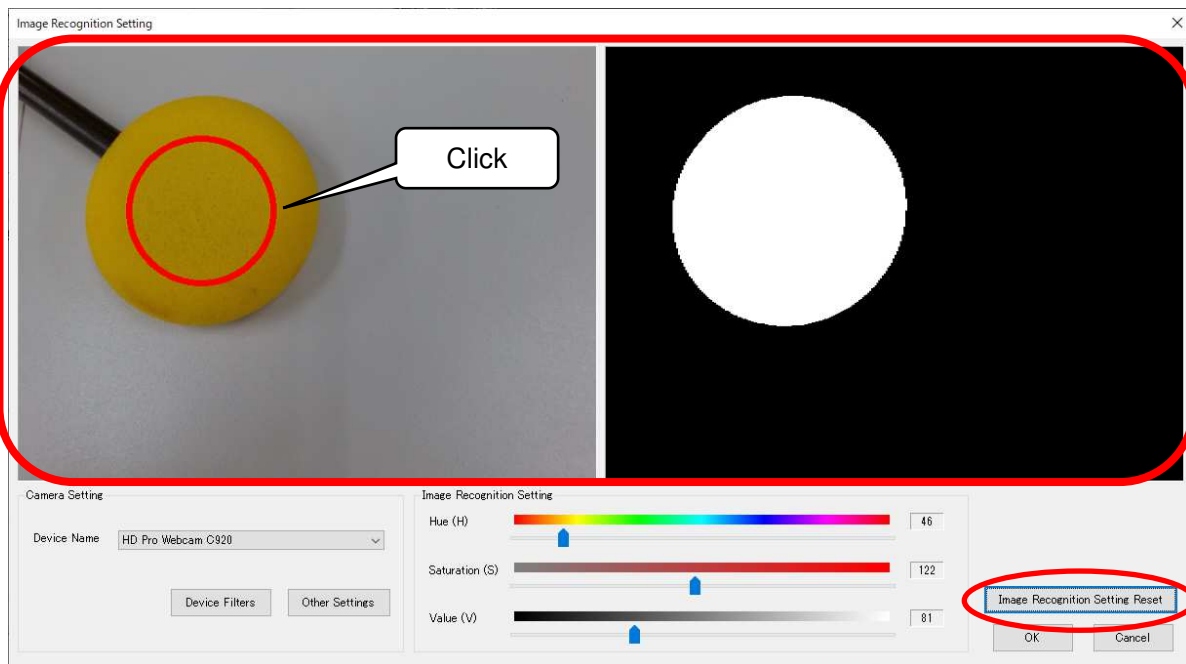 Image Recognition Setting
Click
Camera Setting
Device Name
HD Pro Webcam C920
Device Filters
Other Settings
Image Recognition Setting
Hue (H)
46
Saturation (S)
122
Value (V)
81
Image Recognition Setting Reset
OK
Cancel